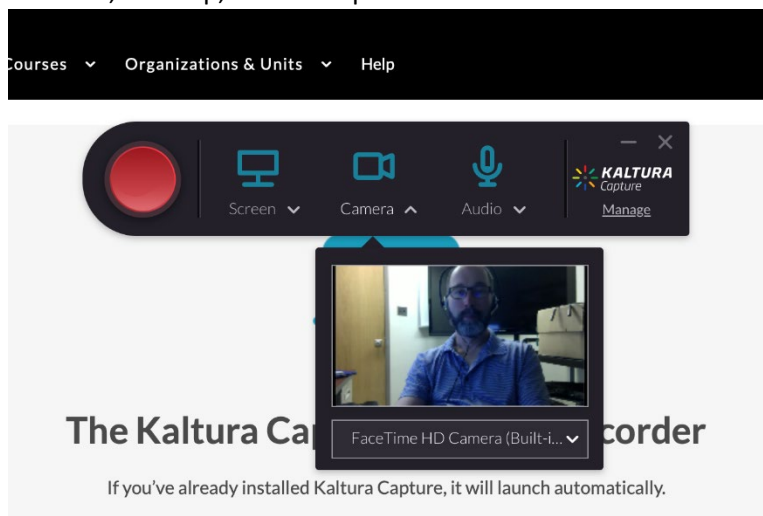 Courses Organizations & Units Help
Screen Camera Audio
KALTURA
Capture
Manage
FaceTime HD Camera (Built-i...
The Kaltura Ca corder
If you've already installed Kaltura Capture, it will launch automatically.